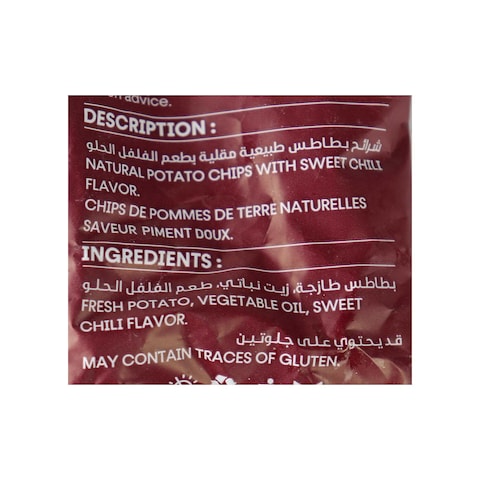 advice.
DESCRIPTION :
شرائح بطاطس طبيعية مقلية بطعم الفلفل الحلو
NATURAL POTATO CHIPS WITH SWEET CHILI
FLAVOR.
CHIPS DE POMMES DE TERRE NATURELLES
SAVEUR PIMENT DOUX.
INGREDIENTS :
بطاطس طازجة، زيت نباتي، طعم الفلفل الحلو
FRESH POTATO, VEGETABLE OIL, SWEET
CHILI FLAVOR.
قد يحتوي على جلوتين
MAY CONTAIN TRACES OF GLUTEN.